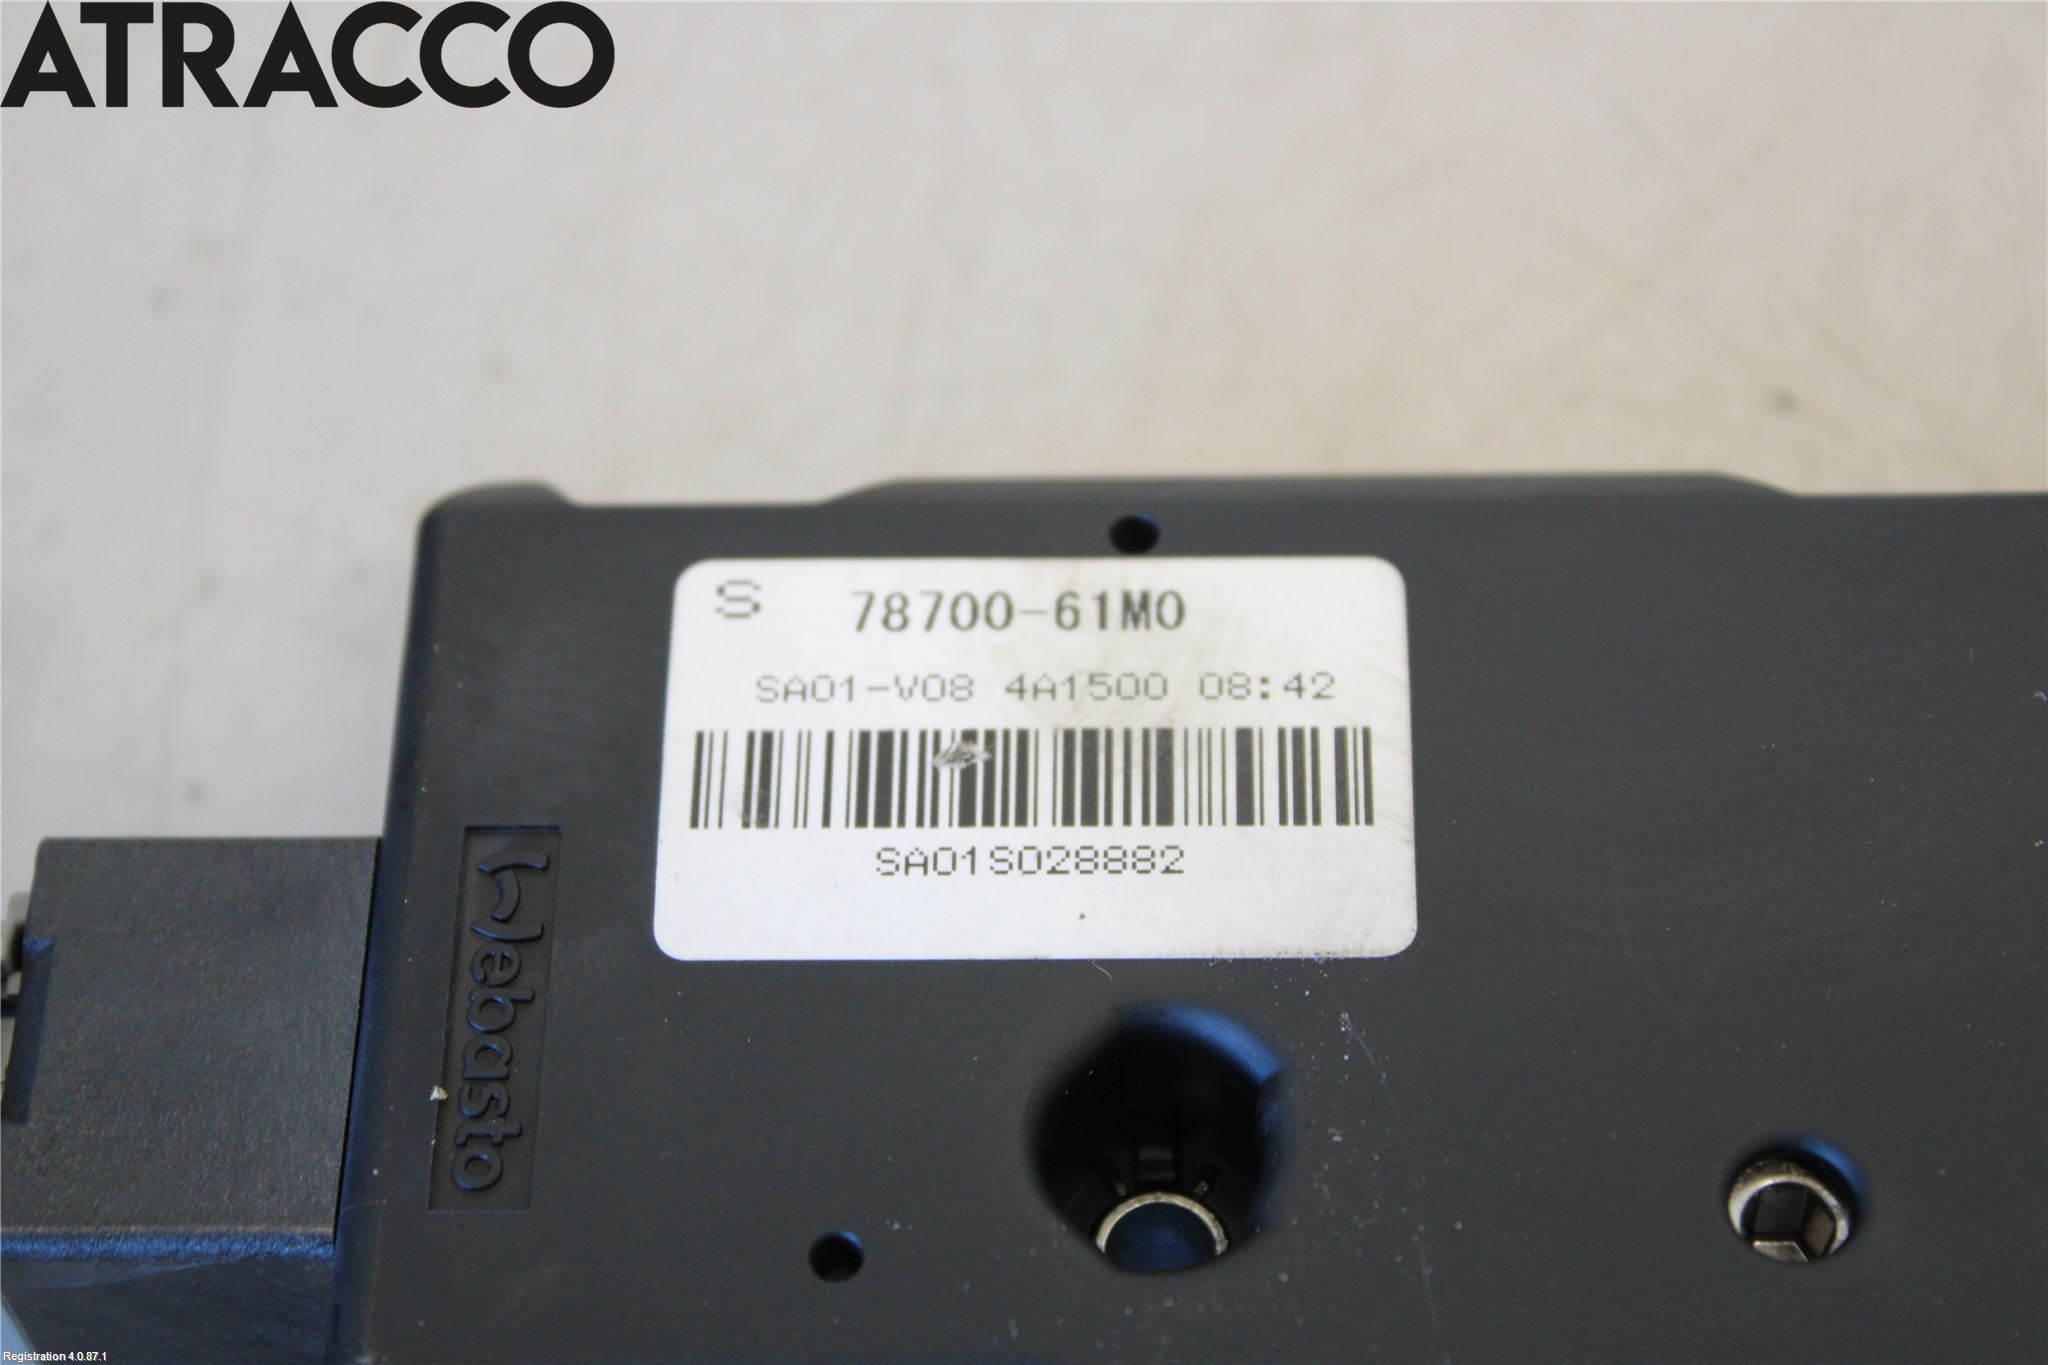 ATRACCO
S 78700-61M0
SA01-V08 4A1500 08:42
SA01S028882
Webasto
Registration 4.0.87.1